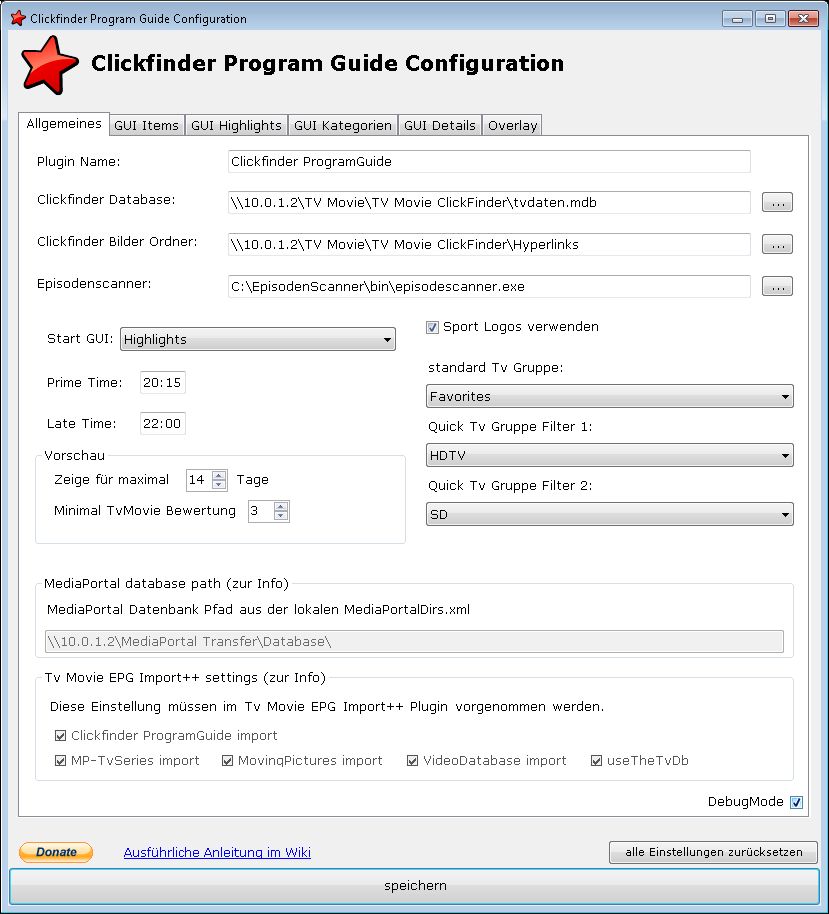 Clickfinder Program Guide Configuration
Clickfinder Program Guide Configuration
Allgemeines GUI Items GUI Highlights GUI Kategorien GUI Details Overlay
Plugin Name: Clickfinder ProgramGuide
Clickfinder Database: \\10.0.1.2\TV Movie\TV Movie ClickFinder\tvdaten.mdb ...
Clickfinder Bilder Ordner: \\10.0.1.2\TV Movie\TV Movie ClickFinder\Hyperlinks ...
Episodenscanner: C:\EpisodenScanner\bin\episodescanner.exe ...
Start GUI: Highlights
Prime Time: 20:15
Late Time: 22:00
Vorschau
Zeige für maximal 14 Tage
Minimal TvMovie Bewertung 3
Sport Logos verwenden
standard Tv Gruppe:
Favorites
Quick Tv Gruppe Filter 1:
HDTV
Quick Tv Gruppe Filter 2:
SD
MediaPortal database path (zur Info)
MediaPortal Datenbank Pfad aus der lokalen MediaPortalDirs.xml
\\10.0.1.2\MediaPortal Transfer\Database\
Tv Movie EPG Import++ settings (zur Info)
Diese Einstellung müssen im Tv Movie EPG Import++ Plugin vorgenommen werden.
Clickfinder ProgramGuide import
MP-TvSeries import MovingPictures import VideoDatabase import useTheTvDb
DebugMode
Donate Ausführliche Anleitung im Wiki alle Einstellungen zurücksetzen
speichern